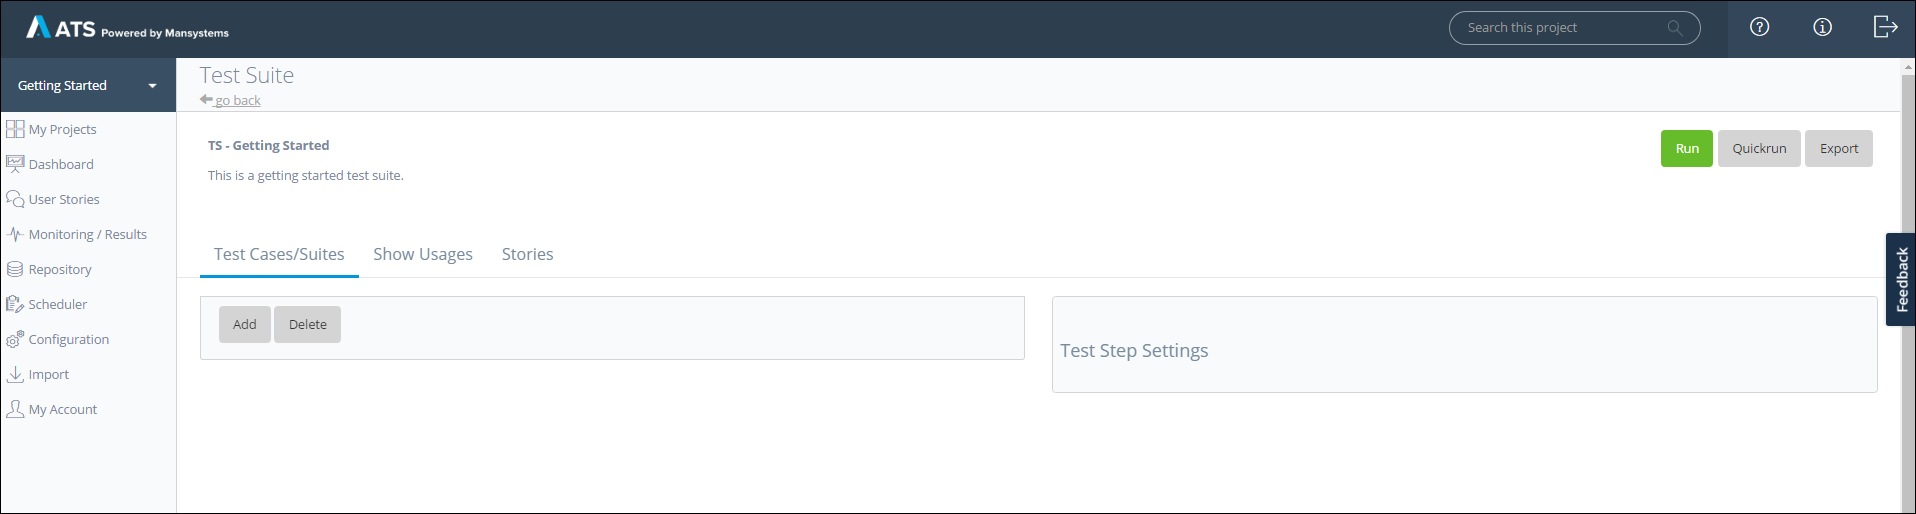 ATS Powered by Mansystems
Search this project
Getting Started
My Projects
Dashboard
User Stories
Monitoring / Results
Repository
Scheduler
Configuration
Import
My Account
Test Suite
go back
TS - Getting Started
This is a getting started test suite.
Run Quickrun Export
Test Cases/Suites Show Usages Stories
Add Delete
Test Step Settings
Feedback